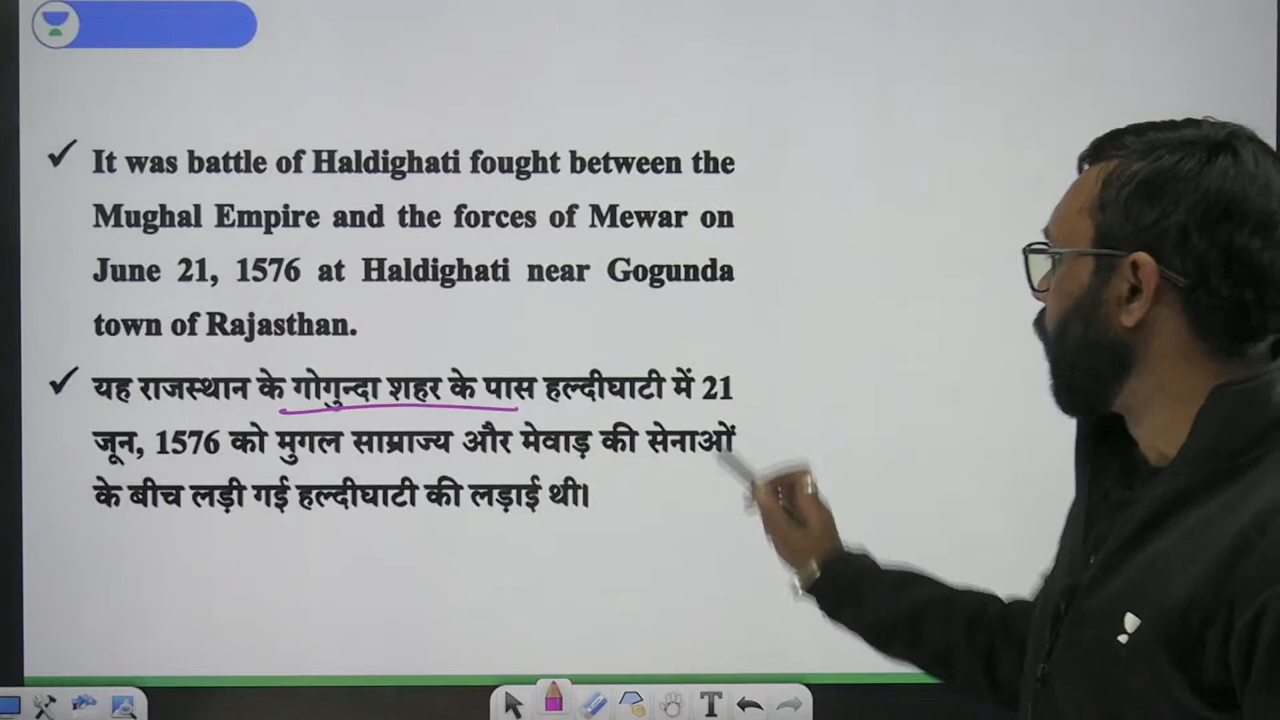 It was battle of Haldighati fought between the
Mughal Empire and the forces of Mewar on
June 21, 1576 at Haldighati near Gogunda
town of Rajasthan.
यह राजस्थान के गोगुन्दा शहर के पास हल्दीघाटी में 21
जून, 1576 को मुगल साम्राज्य और मेवाड़ की सेनाओं
के बीच लड़ी गई हल्दीघाटी की लड़ाई थी।
T